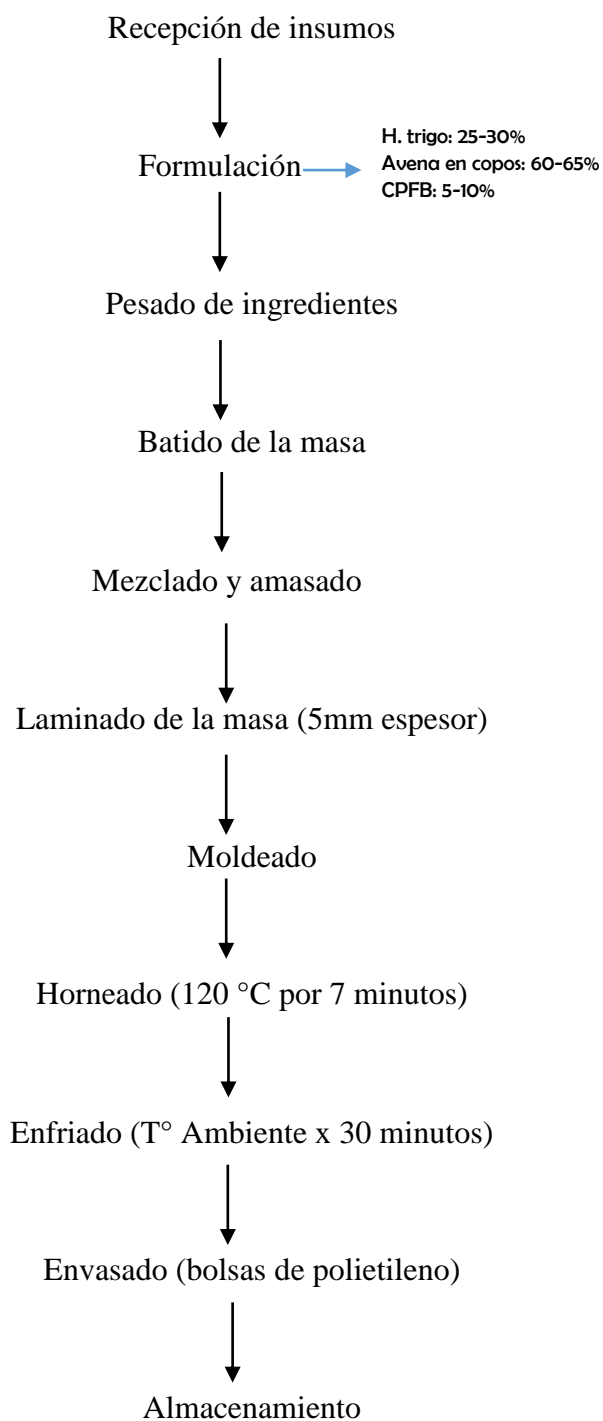 Recepción de insumos
Formulación
H. trigo: 25-30%
Avena en copos: 60-65%
CPFB: 5-10%
Pesado de ingredientes
Batido de la masa
Mezclado y amasado
Laminado de la masa (5mm espesor)
Moldeado
Horneado (120 °C por 7 minutos)
Enfriado (T° Ambiente x 30 minutos)
Envasado (bolsas de polietileno)
Almacenamiento